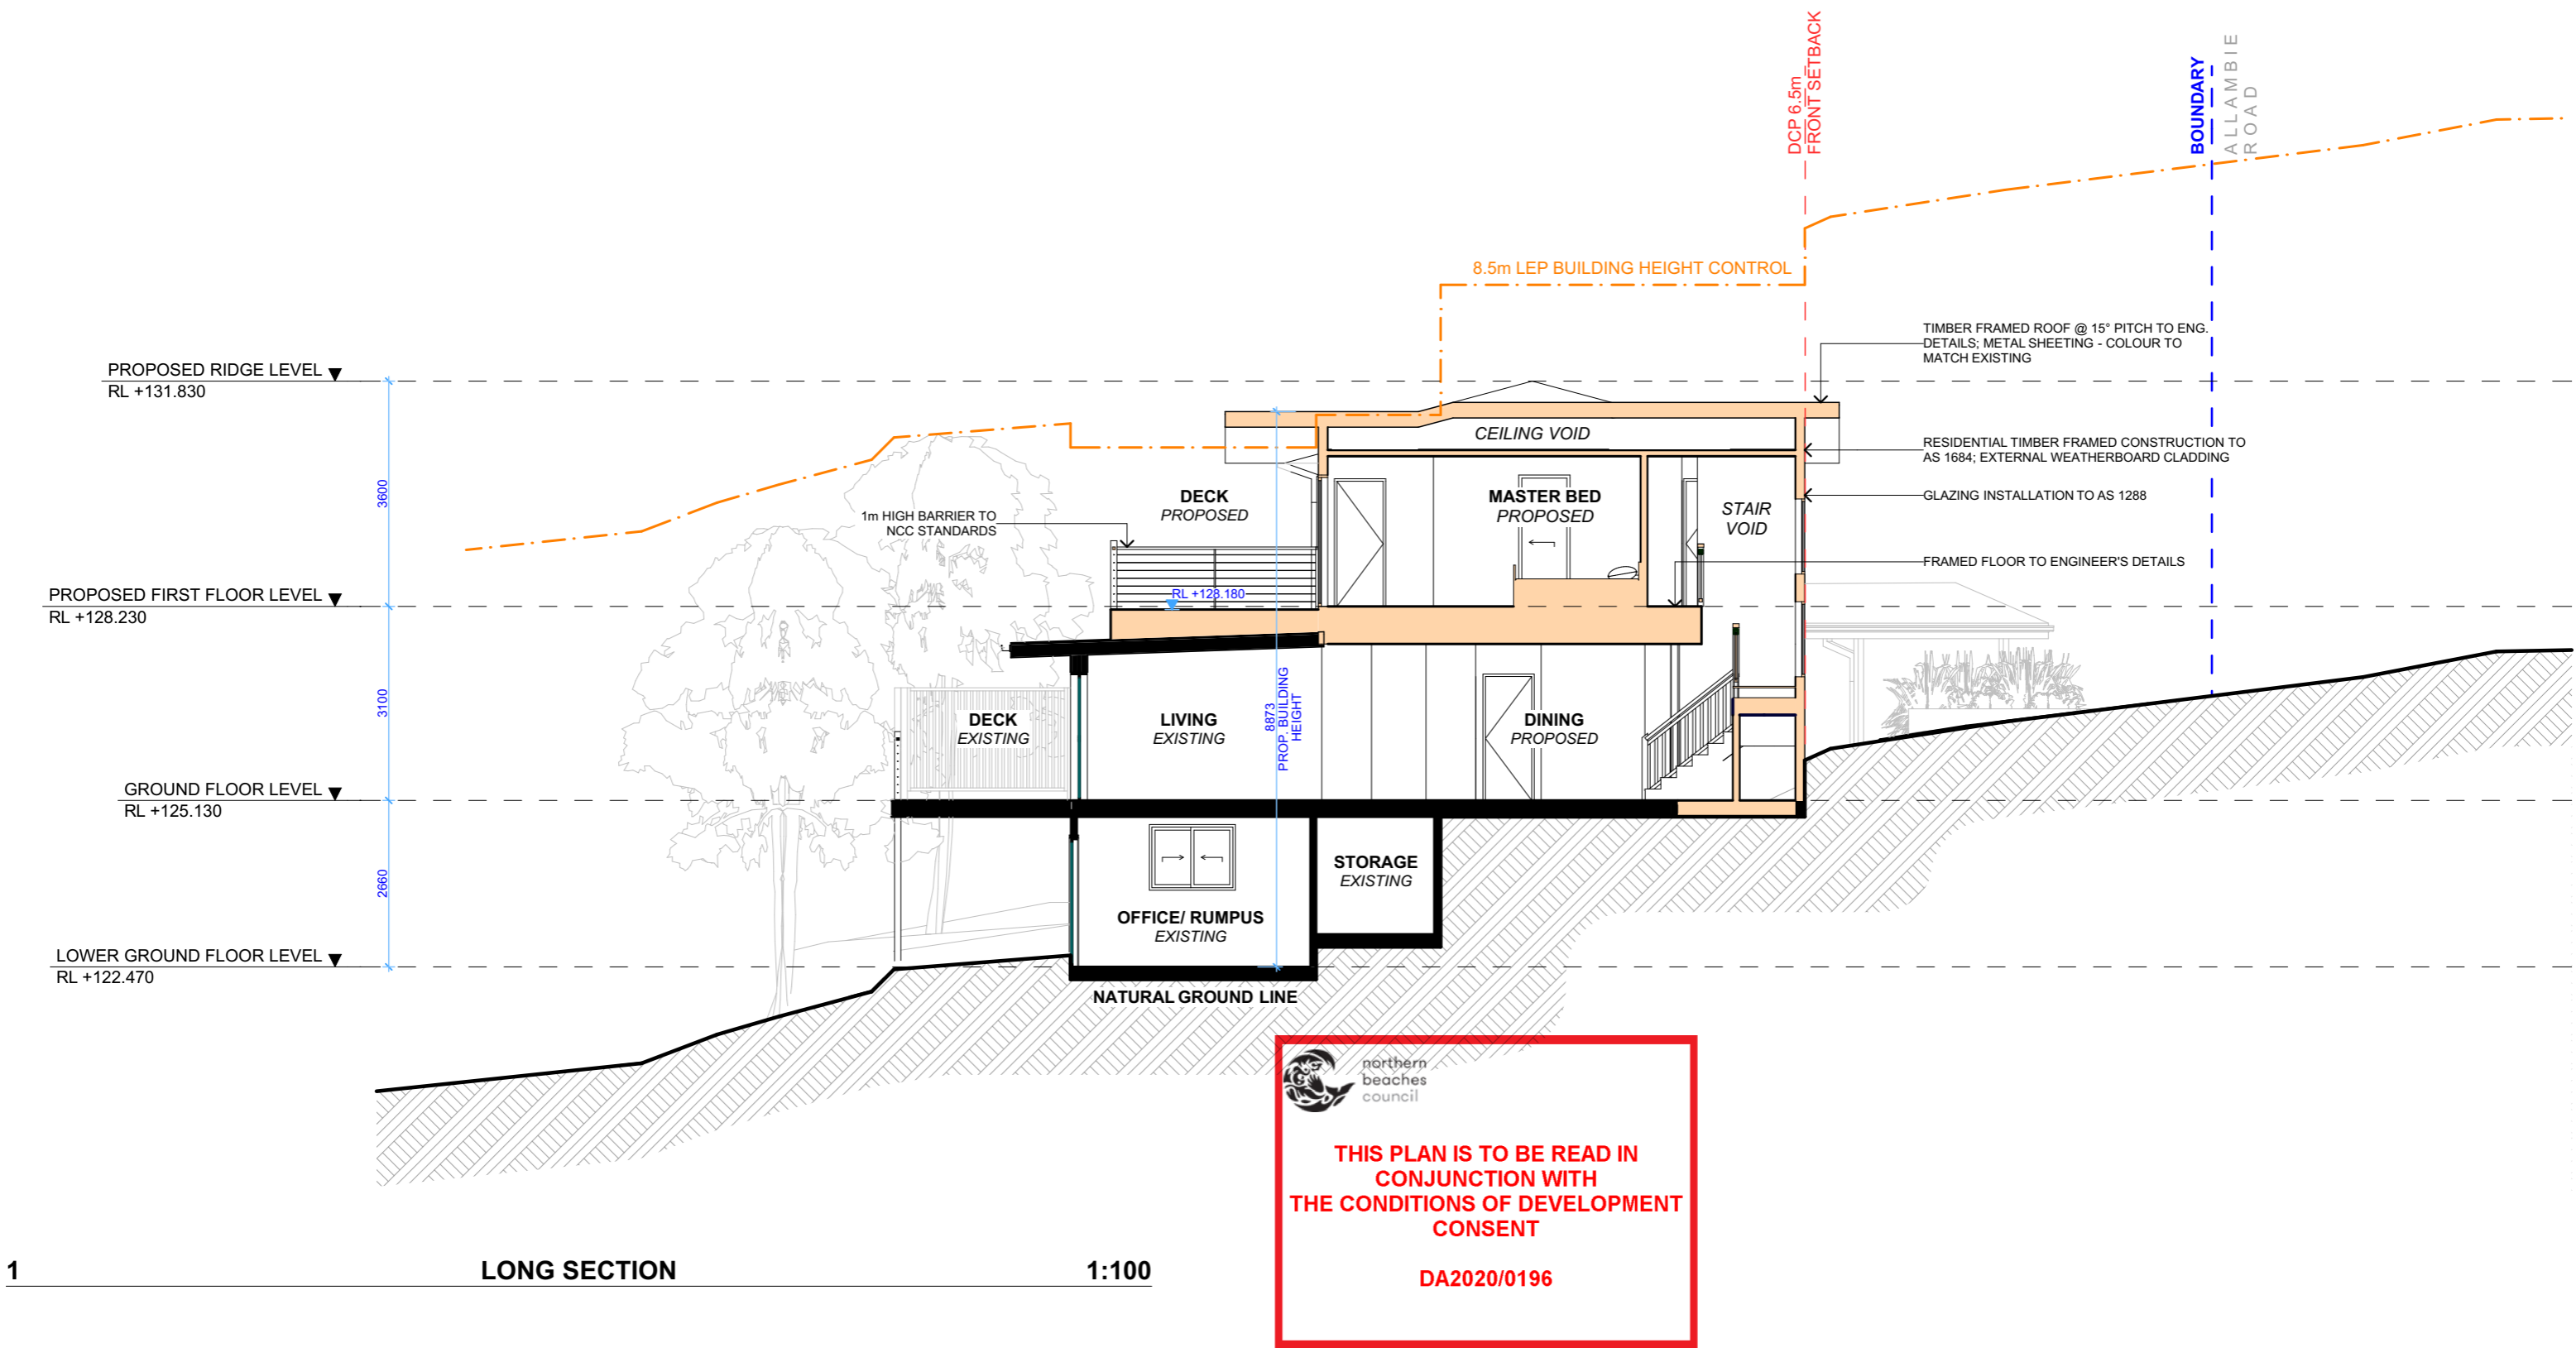 DCP 6.5m
FRONT SETBACK
BOUNDARY
ALLAMBIE
ROAD
8.5m LEP BUILDING HEIGHT CONTROL
TIMBER FRAMED ROOF @ 15° PITCH TO ENG.
DETAILS; METAL SHEETING - COLOUR TO
MATCH EXISTING
PROPOSED RIDGE LEVEL
RL +131.830
CEILING VOID
RESIDENTIAL TIMBER FRAMED CONSTRUCTION TO
AS 1684; EXTERNAL WEATHERBOARD CLADDING
3600
DECK
PROPOSED
MASTER BED
PROPOSED
STAIR
VOID
GLAZING INSTALLATION TO AS 1288
1m HIGH BARRIER TO
NCC STANDARDS
FRAMED FLOOR TO ENGINEER'S DETAILS
PROPOSED FIRST FLOOR LEVEL
RL +128.230
RL +128.180
3100
DECK
EXISTING
LIVING
EXISTING
8873
PROP. BUILDING
HEIGHT
DINING
PROPOSED
GROUND FLOOR LEVEL
RL +125.130
2660
STORAGE
EXISTING
OFFICE/ RUMPUS
EXISTING
LOWER GROUND FLOOR LEVEL
RL +122.470
NATURAL GROUND LINE
northern
beaches
council
THIS PLAN IS TO BE READ IN
CONJUNCTION WITH
THE CONDITIONS OF DEVELOPMENT
CONSENT
DA2020/0196
1 LONG SECTION 1:100